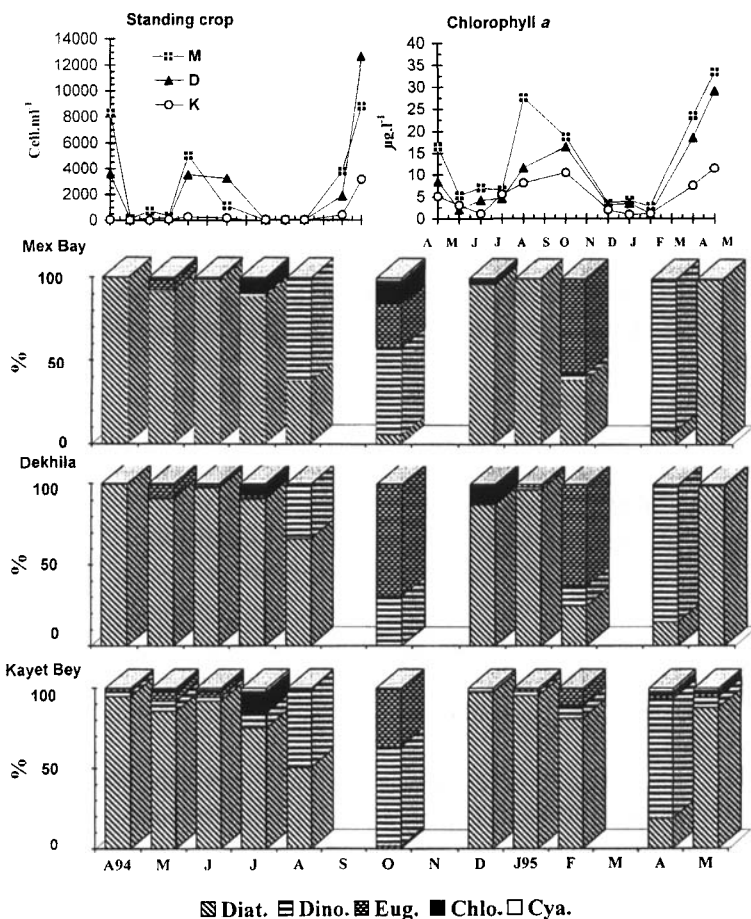 Standing crop
Chlorophyll a
14000
12000
10000
8000
6000
4000
2000
0
Cell.ml⁻¹
M
D
K
40
35
30
25
20
15
10
5
0
µg.l⁻¹
A M J J A S O N D J F M A M
Mex Bay
100
50
0
%
Dekhila
100
50
0
%
Kayet Bey
100
50
0
%
A94 M J J A S O N D J95 F M A M
Diat. Dino. Eug. Chlo. Cya.